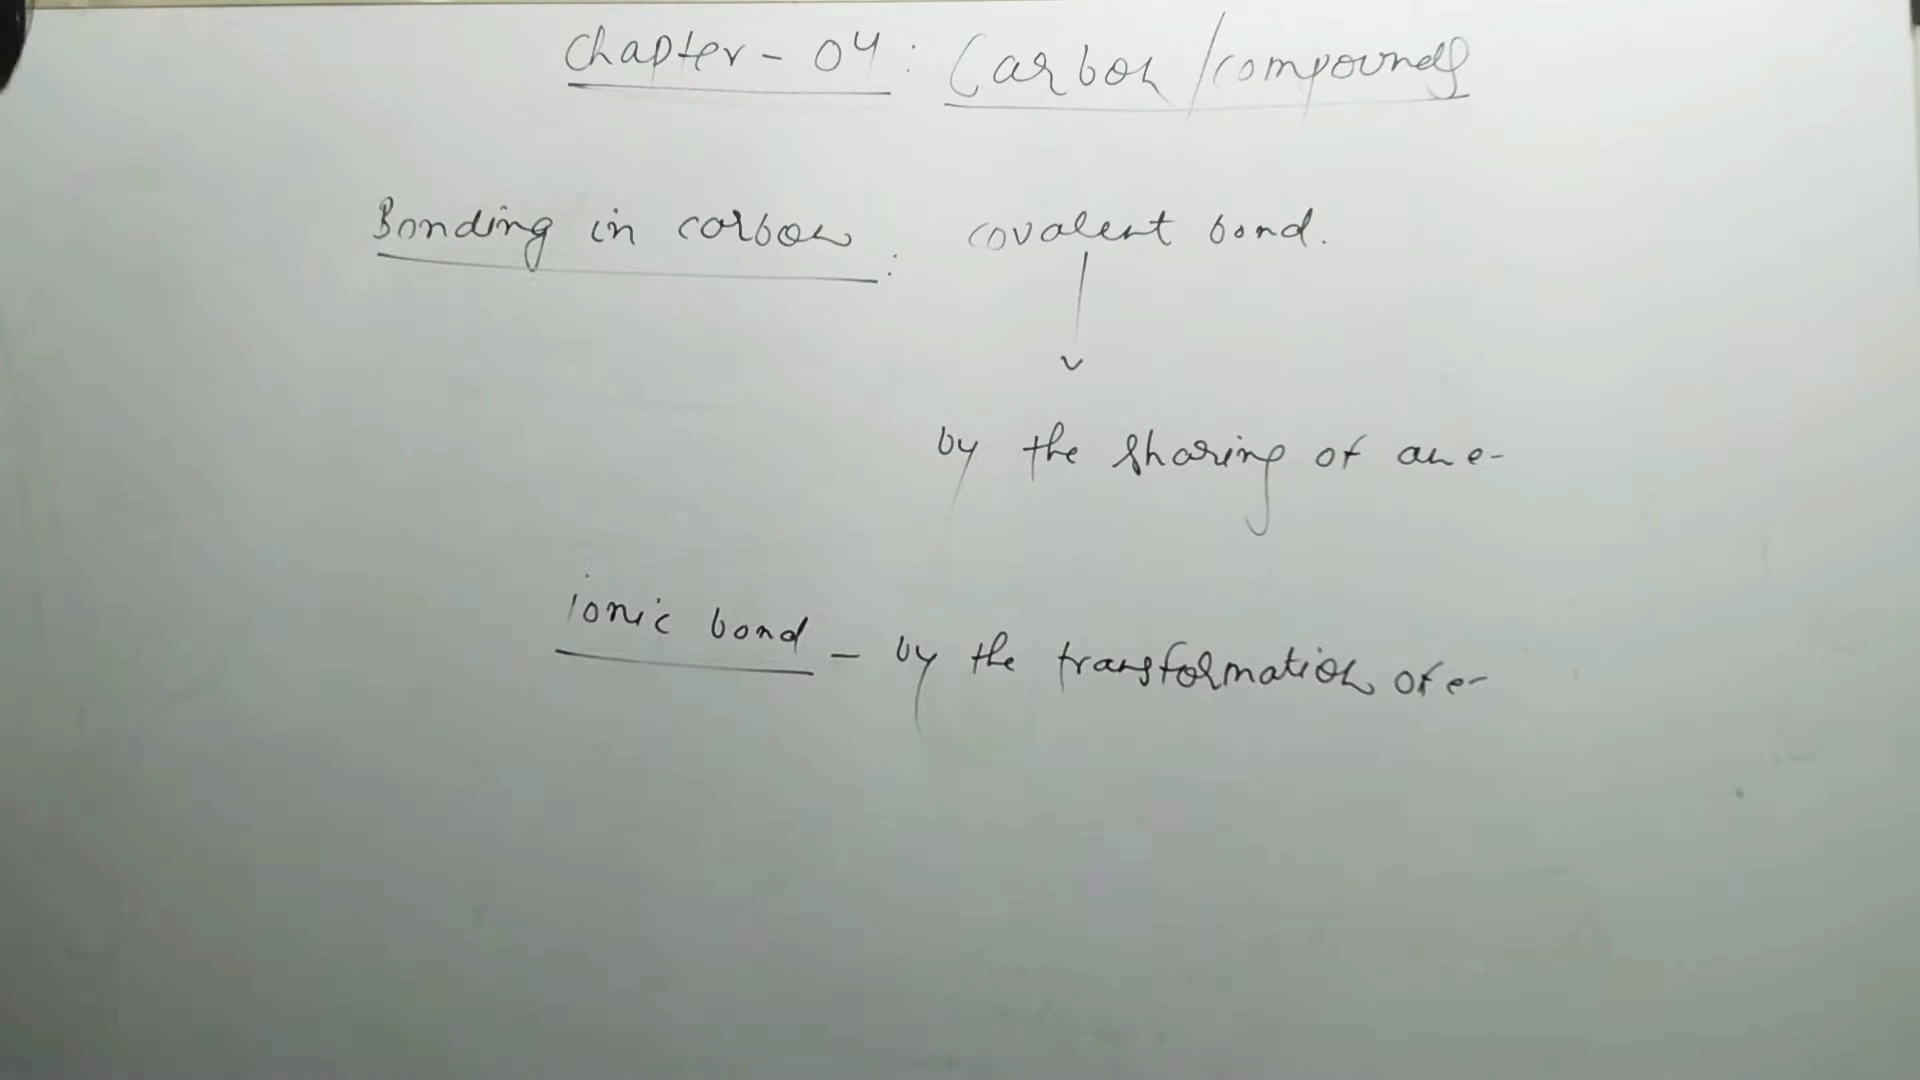 Chapter - 04 : Carbon / compounds
Bonding in carbon : covalent bond.
by the sharing of an e-
ionic bond - by the transformation of e-